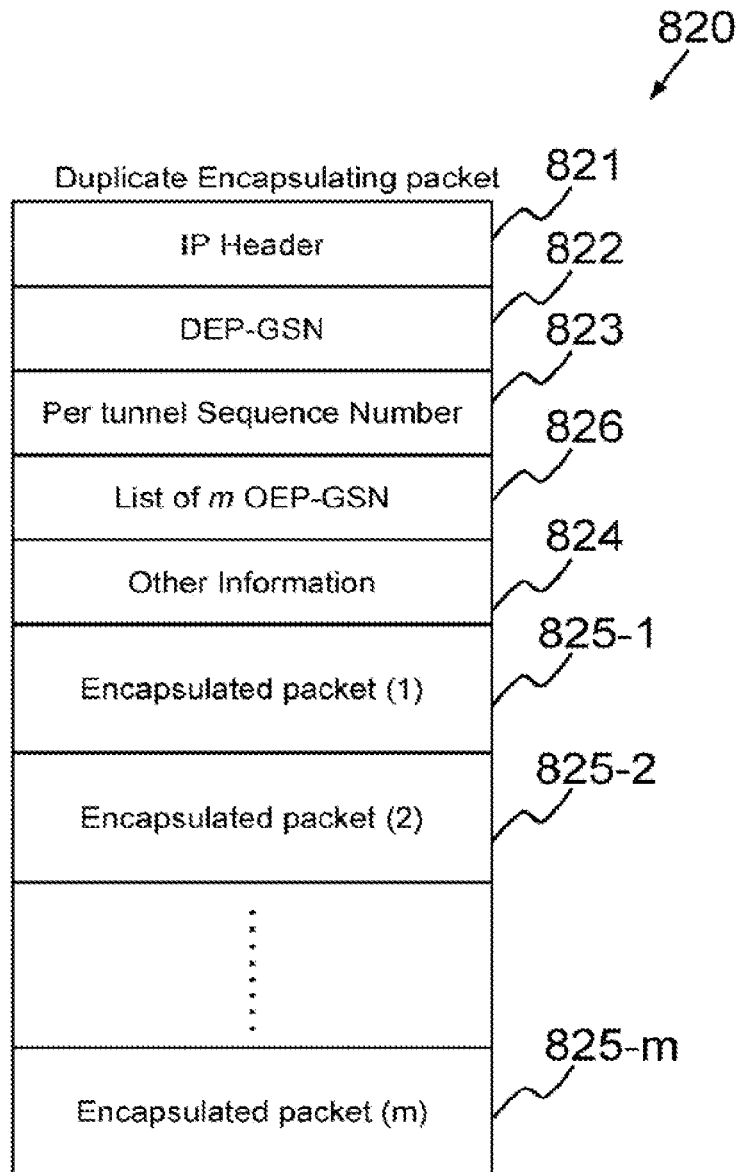 820
Duplicate Encapsulating packet
821
IP Header
822
DEP-GSN
823
Per tunnel Sequence Number
826
List of m OEP-GSN
824
Other Information
825-1
Encapsulated packet (1)
825-2
Encapsulated packet (2)
825-m
Encapsulated packet (m)